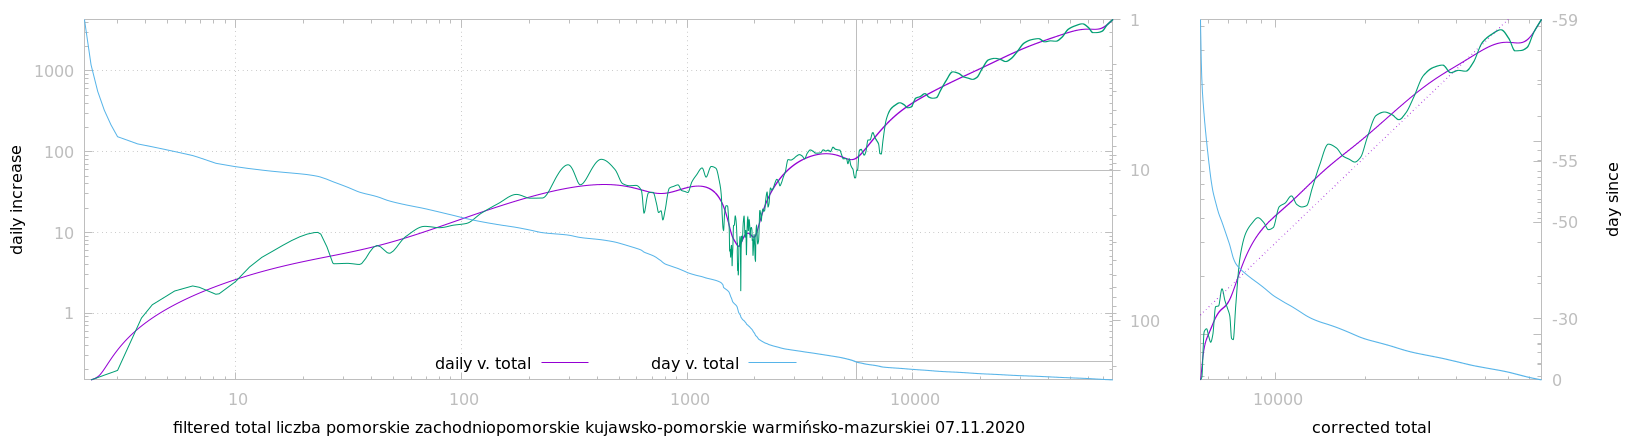 1000
100
10
1
daily increase
daily v. total
day v. total
10
100
1000
10000
1
10
100
filtered total liczba pomorskie zachodniopomorskie kujawsko-pomorskie warmińsko-mazurskiei 07.11.2020
-59
-55
-50
-30
0
day since
10000
corrected total